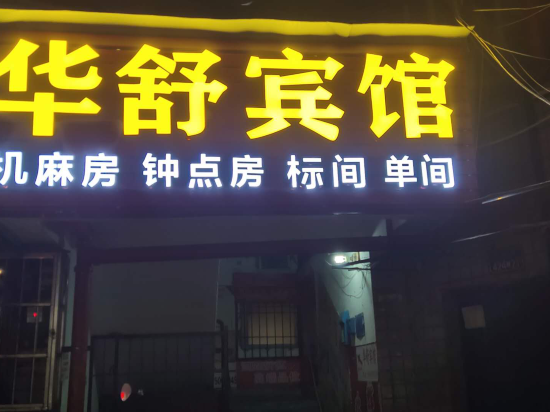 华舒宾馆
机麻房 钟点房 标间 单间